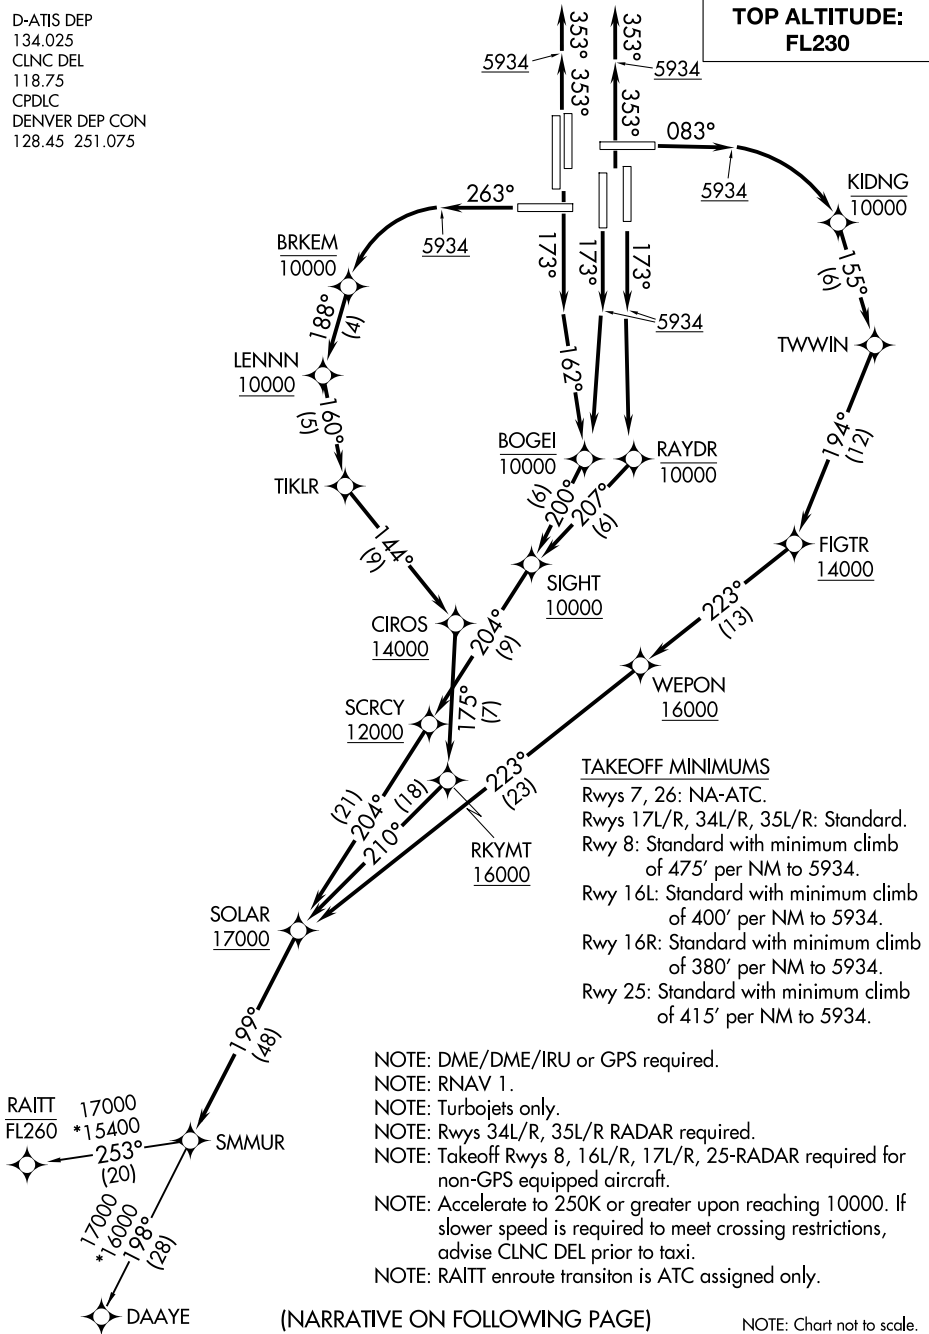 D-ATIS DEP
134.025
CLNC DEL
118.75
CPDLC
DENVER DEP CON
128.45 251.075
TOP ALTITUDE:
FL230
353°
353°
5934
353°
353°
5934
083°
5934
KIDNG
10000
263°
5934
BRKEM
10000
173°
173°
173°
5934
155°
(6)
188°
(4)
TWWIN
LENNN
10000
162°
160°
(5)
194°
(12)
BOGEI
10000
RAYDR
10000
TIKLR
(6)
200°
207°
(6)
144°
(9)
FIGTR
14000
SIGHT
10000
223°
(13)
CIROS
14000
204°
(9)
WEPON
16000
SCRCY
12000
175°
(7)
223°
(23)
(21)
204°
(18)
210°
RKYMT
16000
TAKEOFF MINIMUMS
Rwys 7, 26: NA-ATC.
Rwys 17L/R, 34L/R, 35L/R: Standard.
Rwy 8: Standard with minimum climb
of 475' per NM to 5934.
Rwy 16L: Standard with minimum climb
of 400' per NM to 5934.
Rwy 16R: Standard with minimum climb
of 380' per NM to 5934.
Rwy 25: Standard with minimum climb
of 415' per NM to 5934.
SOLAR
17000
199°
(48)
NOTE: DME/DME/IRU or GPS required.
NOTE: RNAV 1.
NOTE: Turbojets only.
NOTE: Rwys 34L/R, 35L/R RADAR required.
NOTE: Takeoff Rwys 8, 16L/R, 17L/R, 25-RADAR required for
non-GPS equipped aircraft.
NOTE: Accelerate to 250K or greater upon reaching 10000. If
slower speed is required to meet crossing restrictions,
advise CLNC DEL prior to taxi.
NOTE: RAITT enroute transiton is ATC assigned only.
RAITT
FL260
17000
*15400
253°
(20)
SMMUR
17000
*16000
198°
(28)
DAAYE
(NARRATIVE ON FOLLOWING PAGE)
NOTE: Chart not to scale.